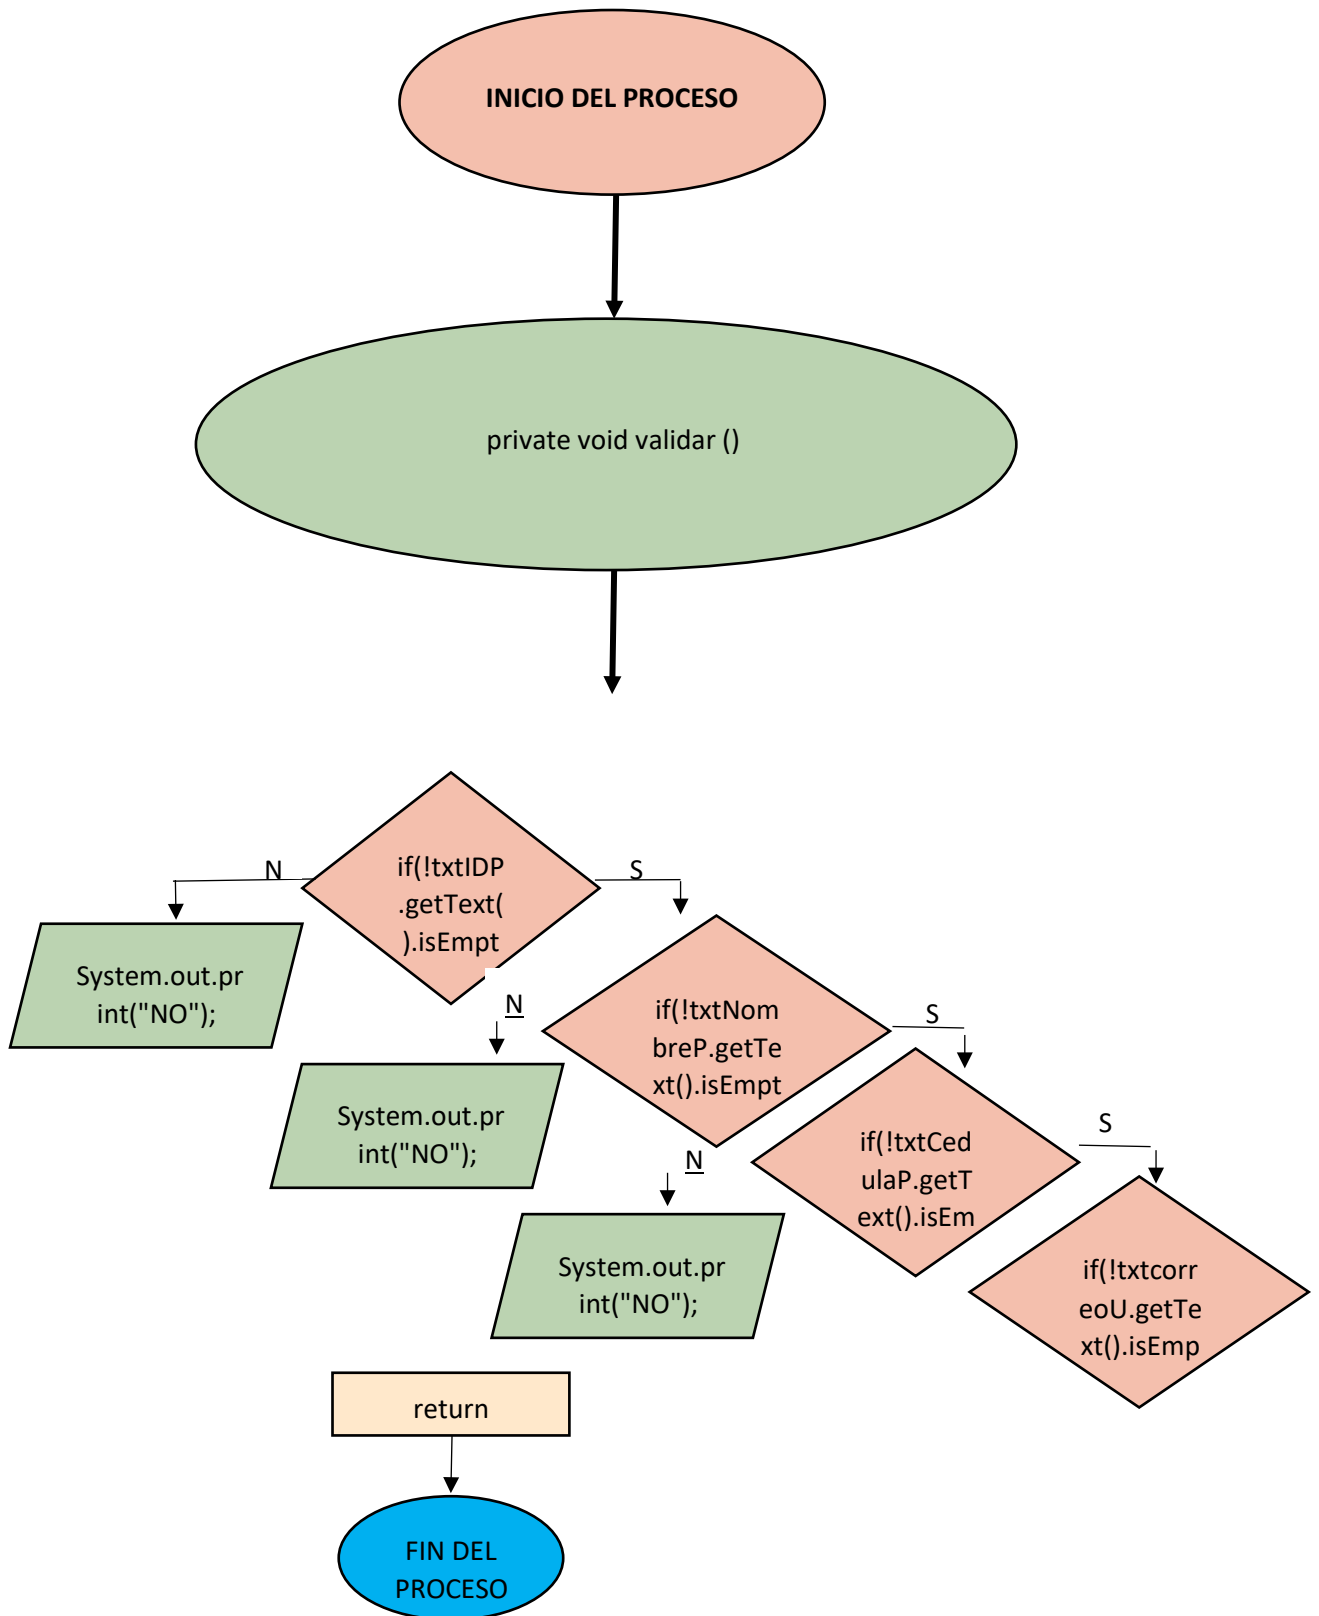 INICIO DEL PROCESO
private void validar ()
N
if(!txtIDP
.getText(
).isEmpt
S
System.out.pr
int("NO");
N
if(!txtNom
breP.getTe
xt().isEmpt
S
System.out.pr
int("NO");
N
if(!txtCed
ulaP.getT
ext().isEm
S
System.out.pr
int("NO");
if(!txtcorr
eoU.getTe
xt().isEmp
return
FIN DEL
PROCESO